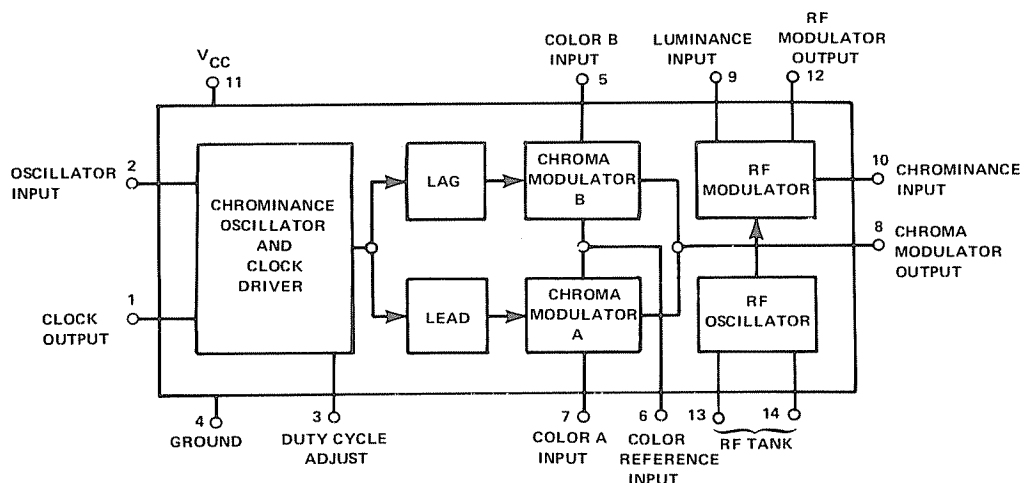 RF
MODULATOR
OUTPUT
12
COLOR B
INPUT
5
LUMINANCE
INPUT
9
VCC
11
OSCILLATOR
INPUT
2
CHROMINANCE
OSCILLATOR
AND
CLOCK
DRIVER
LAG
CHROMA
MODULATOR
B
RF
MODULATOR
10
CHROMINANCE
INPUT
8
CHROMA
MODULATOR
OUTPUT
1
CLOCK
OUTPUT
LEAD
CHROMA
MODULATOR
A
RF
OSCILLATOR
4
GROUND
3
DUTY CYCLE
ADJUST
7
COLOR A
INPUT
6
COLOR
REFERENCE
INPUT
13
14
RF TANK